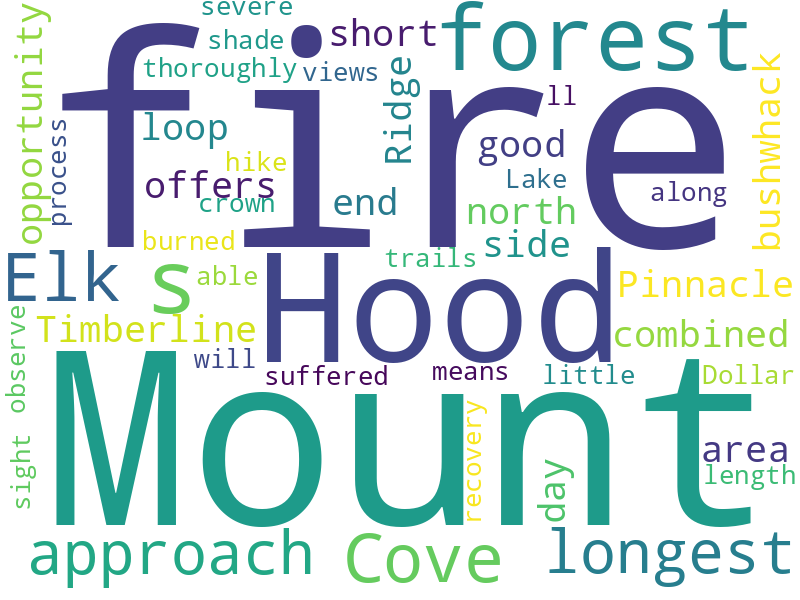 severe
forest
shade
short
thoroughly
views
fire
opportunity
Ridge
ll
bushwhack
process
loop
good
hike
offers
crown
end
Lake
along
north
burned
side
trails
Elk
s
able
Hood
Pinnacle
Timberline
combined
observe
will
suffered
means
little
Dollar
Mount
sight
recovery
day
area
length
approach
Cove
longest